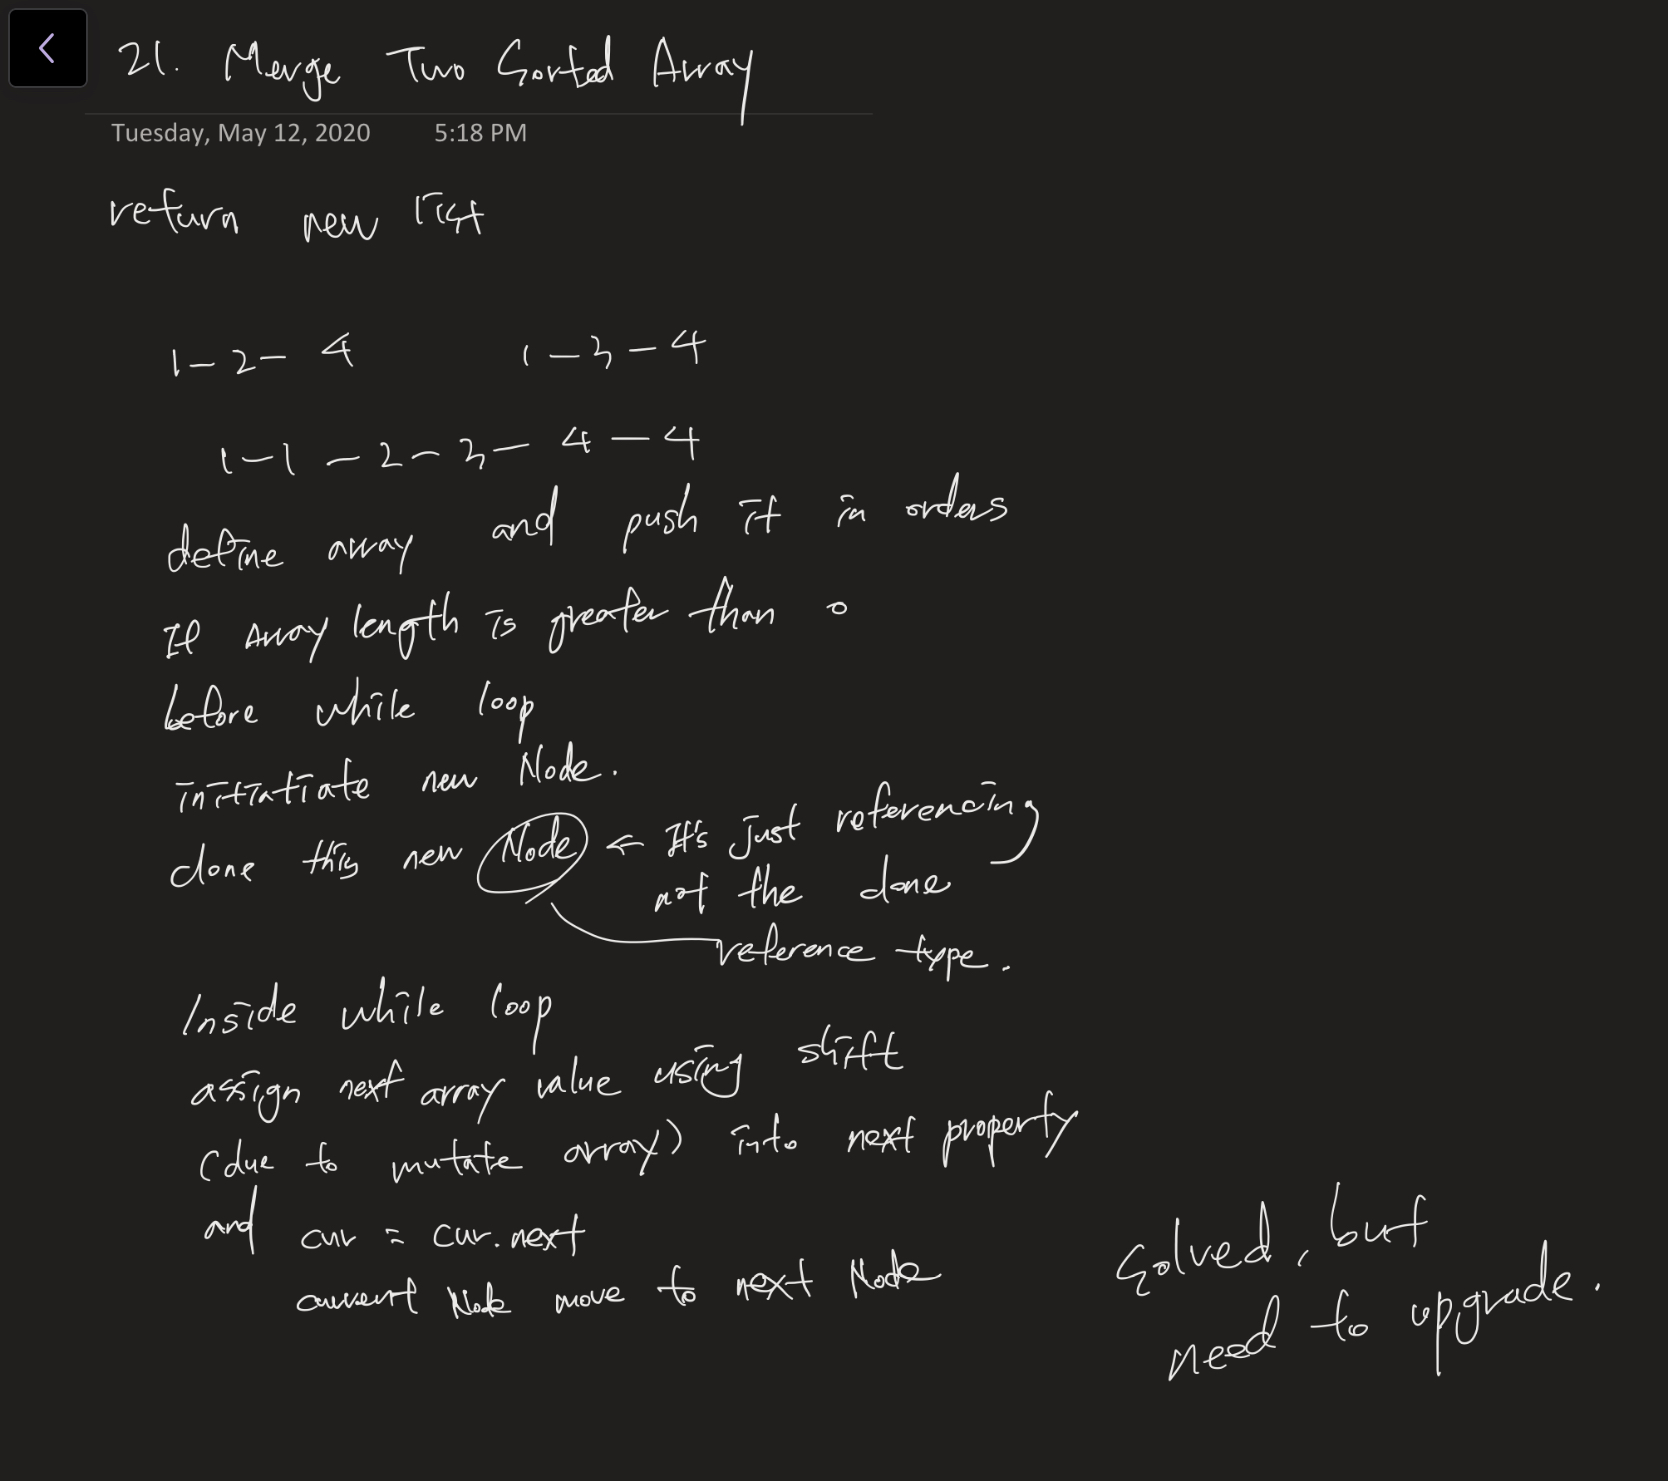 21. Merge Two Sorted Array
Tuesday, May 12, 2020 5:18 PM
return new list
1-2-4 1-3-4
1-1-2-3-4-4
define array and push it in orders
If Array length is greater than 0
before while loop
initiatiate new Node.
clone this new Node ← It's just referencing
not the clone
reference type.
Inside while loop
assign next array value using shift
(due to mutate array) into next property
and cur = cur.next
current Node move to next Node
Solved, but
need to upgrade.